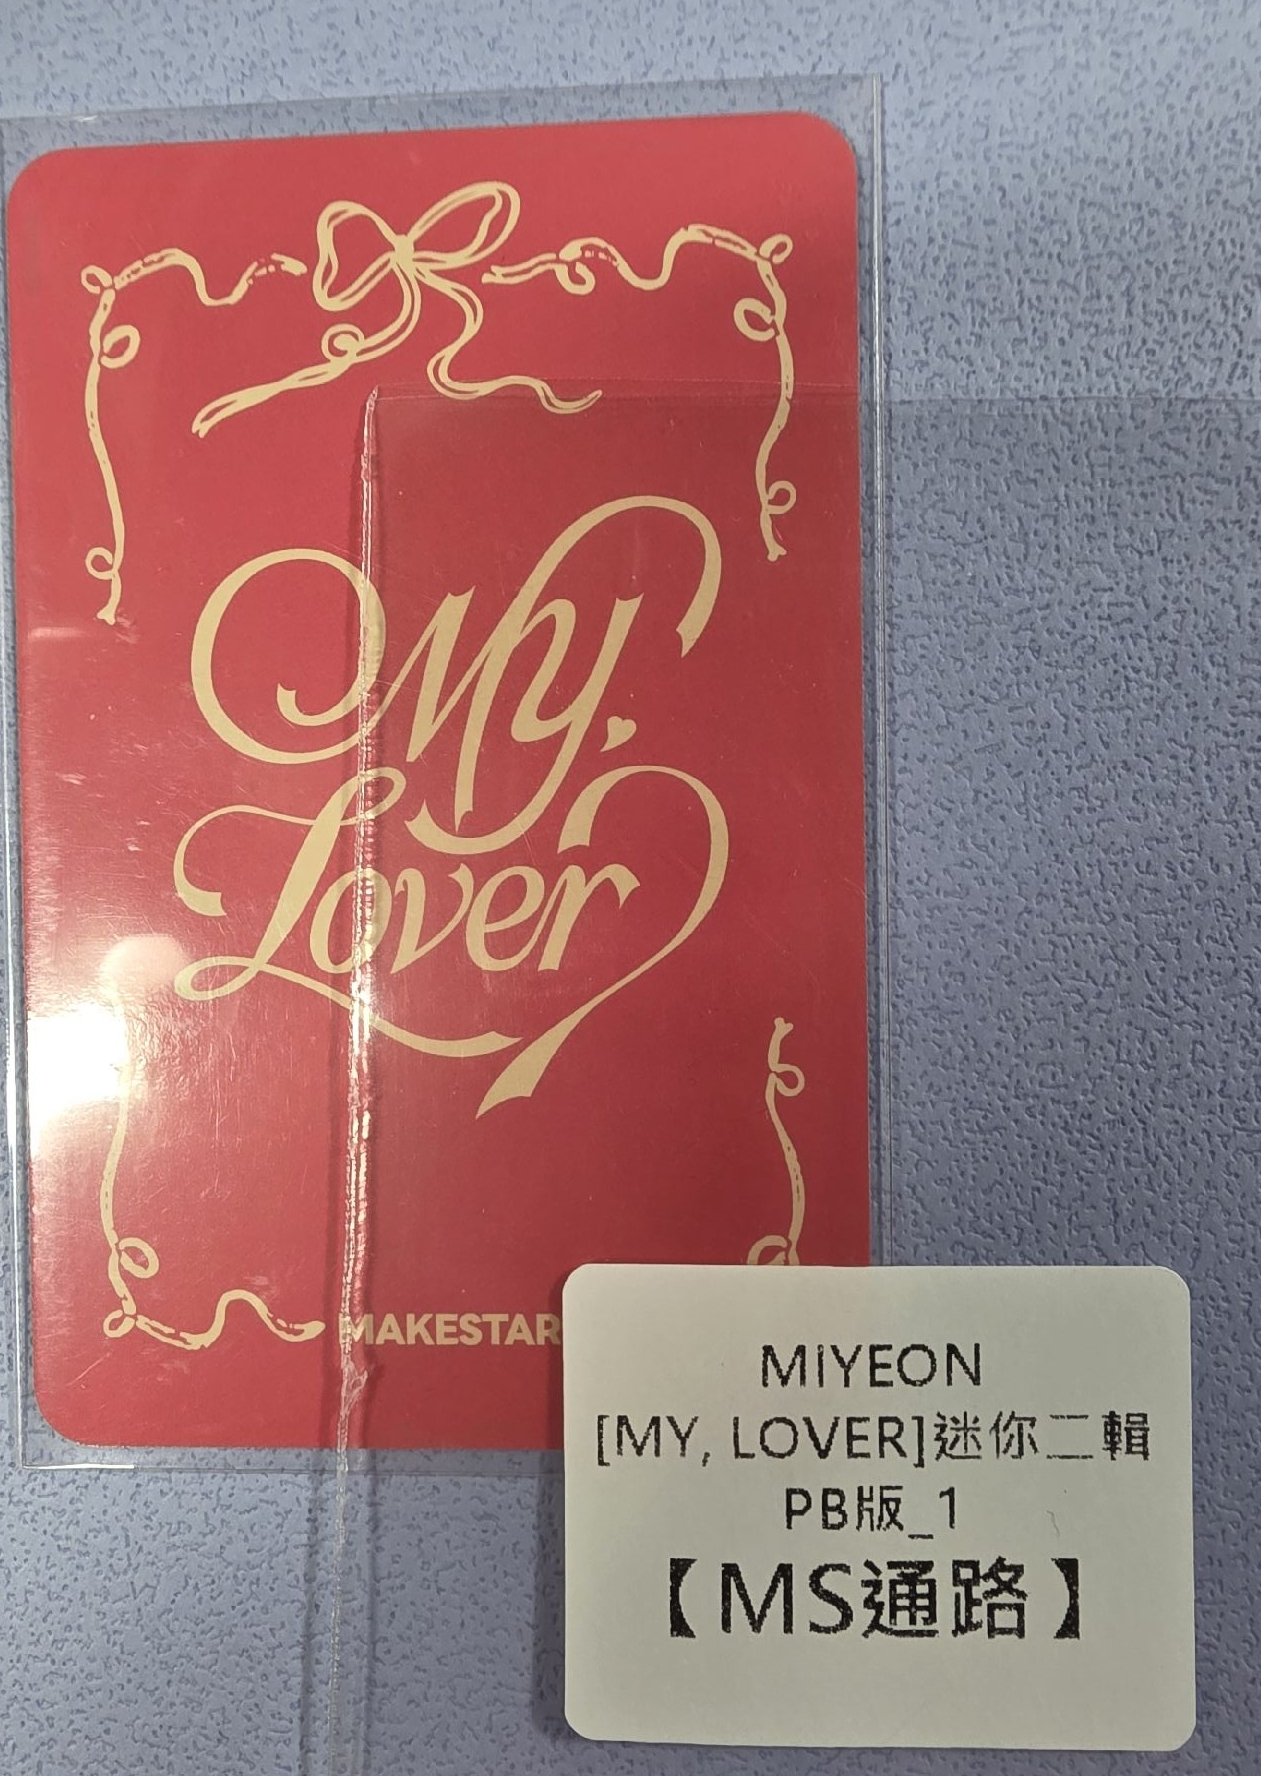 My,
Lover
MAKESTAR
MIYEON
[MY, LOVER]迷你二輯
PB版_1
【MS通路】